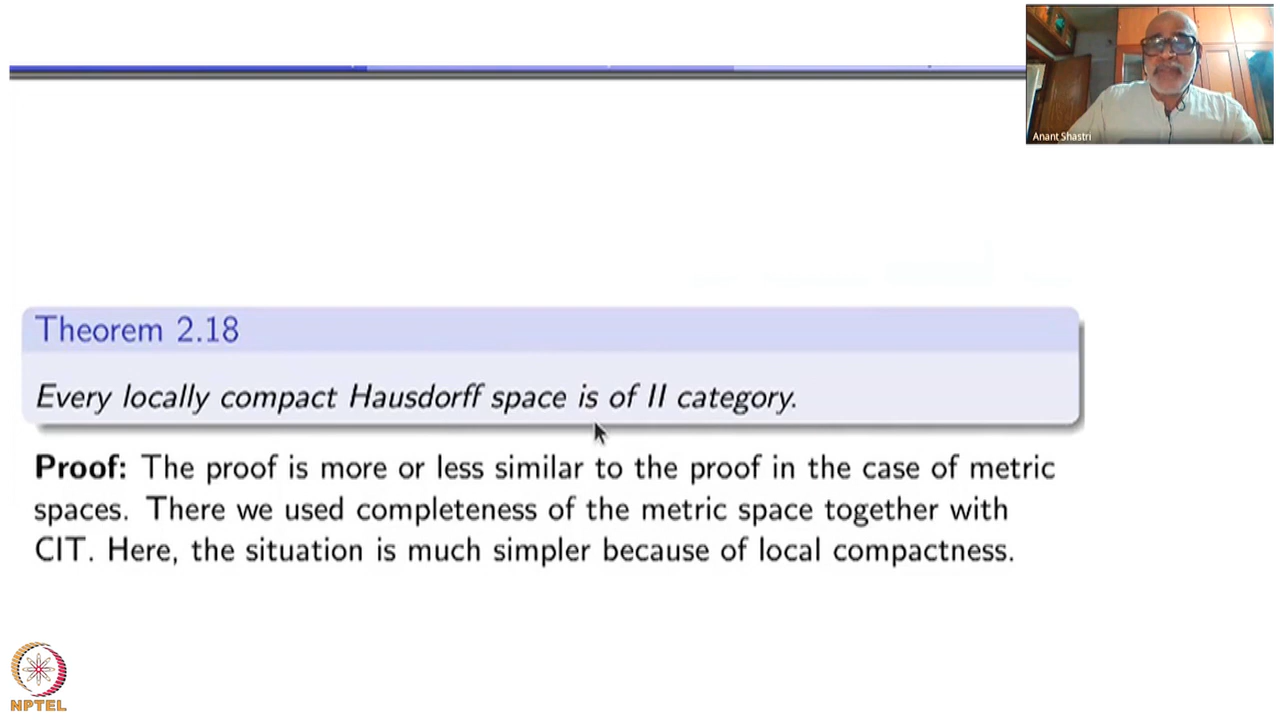 Anant Shastri
Theorem 2.18
Every locally compact Hausdorff space is of II category.
Proof: The proof is more or less similar to the proof in the case of metric
spaces. There we used completeness of the metric space together with
CIT. Here, the situation is much simpler because of local compactness.
NPTEL